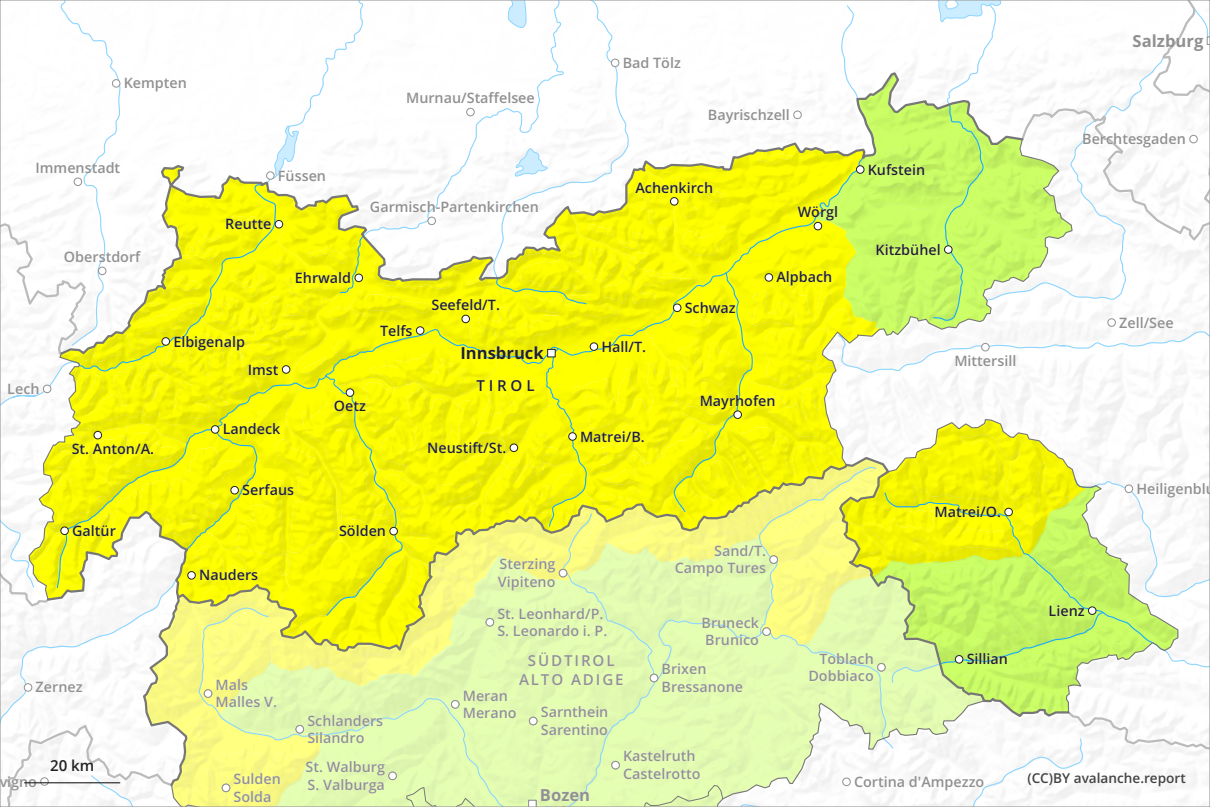 Salzburg
Bad Tölz
Kempten
Murnau/Staffelsee
Bayrischzell
Berchtesgaden
Immenstadt
Füssen
Kufstein
Achenkirch
Garmisch-Partenkirchen
Wörgl
Reutte
Kitzbühel
Oberstdorf
Ehrwald
Alpbach
Seefeld/T.
Schwaz
Telfs
Zell/See
Elbigenalp
Innsbruck
Hall/T.
Mittersill
Imst
TIROL
Lech
Oetz
Mayrhofen
Landeck
Matrei/B.
St. Anton/A.
Neustift/St.
Serfaus
Heiligenblu
Matrei/O.
Galtür
Sölden
Sand/T.
Campo Tures
Sterzing
Vipiteno
Nauders
St. Leonhard/P.
S. Leonardo i. P.
Lienz
Bruneck
Brunico
SÜDTIROL
ALTO ADIGE
Sillian
Toblach
Dobbiaco
Brixen
Bressanone
Zernez
Mals
Malles V.
Meran
Merano
Sarnthein
Sarentino
Schlanders
Silandro
Kastelruth
Castelrotto
20 km
St. Walburg
S. Valburga
vigno
Sulden
Solda
Cortina d'Ampezzo
(CC)BY avalanche.report
Bozen